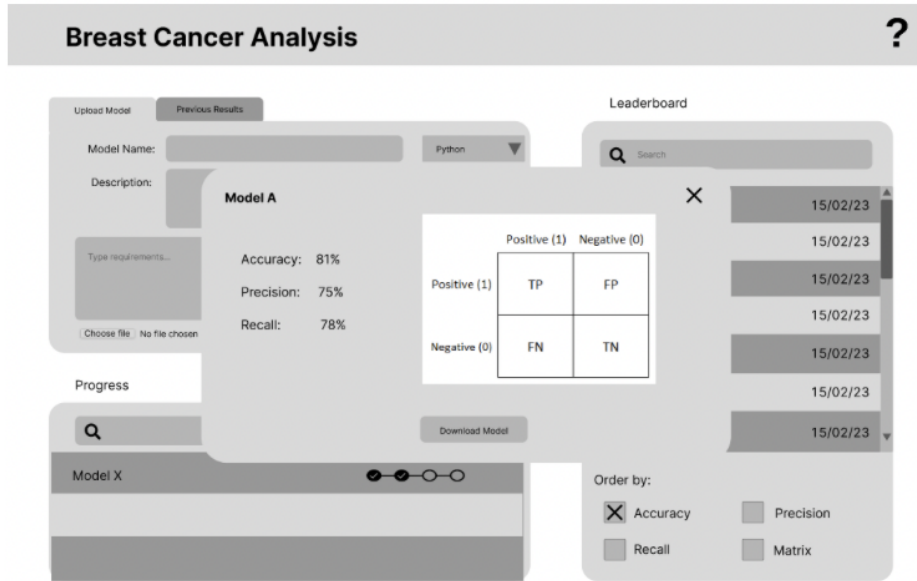 Breast Cancer Analysis
?
Upload Model
Previous Results
Model Name:
Python
Description:
Type requirements...
Choose file No file chosen
Leaderboard
Search
15/02/23
15/02/23
15/02/23
15/02/23
15/02/23
15/02/23
15/02/23
Order by:
Accuracy
Precision
Recall
Matrix
Model A
Accuracy: 81%
Precision: 75%
Recall: 78%
Positive (1) Negative (0)
Positive (1) TP FP
Negative (0) FN TN
Download Model
Progress
Model X